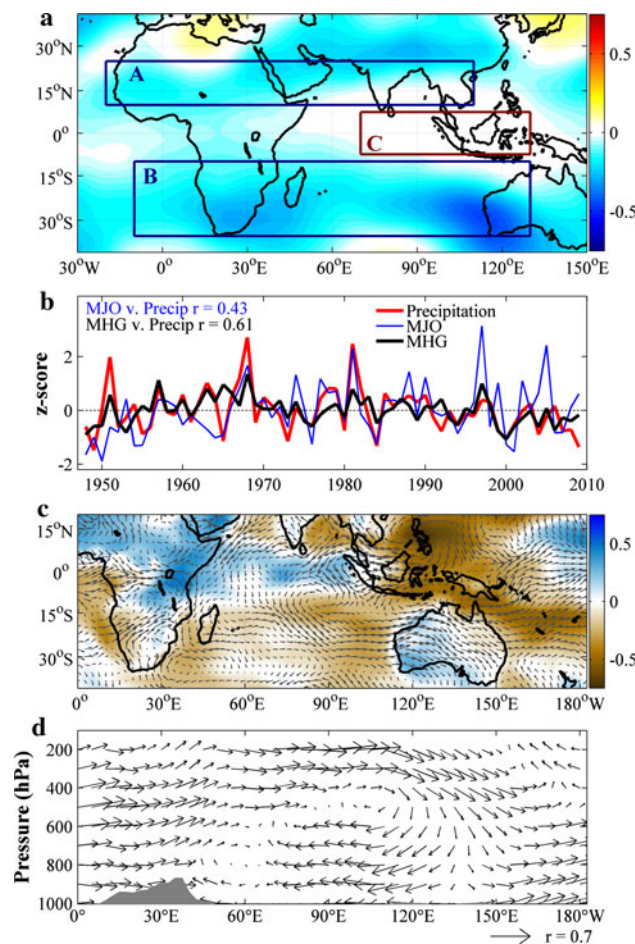 a
30°N
15°N
0°
15°S
30°S
A
B
C
30°W 0° 30°E 60°E 90°E 120°E 150°E
0.5
0
-0.5
b
MJO v. Precip r = 0.43
MHG v. Precip r = 0.61
Precipitation
MJO
MHG
z-score
2
0
-2
1950 1960 1970 1980 1990 2000 2010
c
15°N
0°
15°S
30°S
0° 30°E 60°E 90°E 120°E 150°E 180°W
0.5
0
-0.5
d
Pressure (hPa)
200
400
600
800
1000
0° 30°E 60°E 90°E 120°E 150°E 180°W
r = 0.7